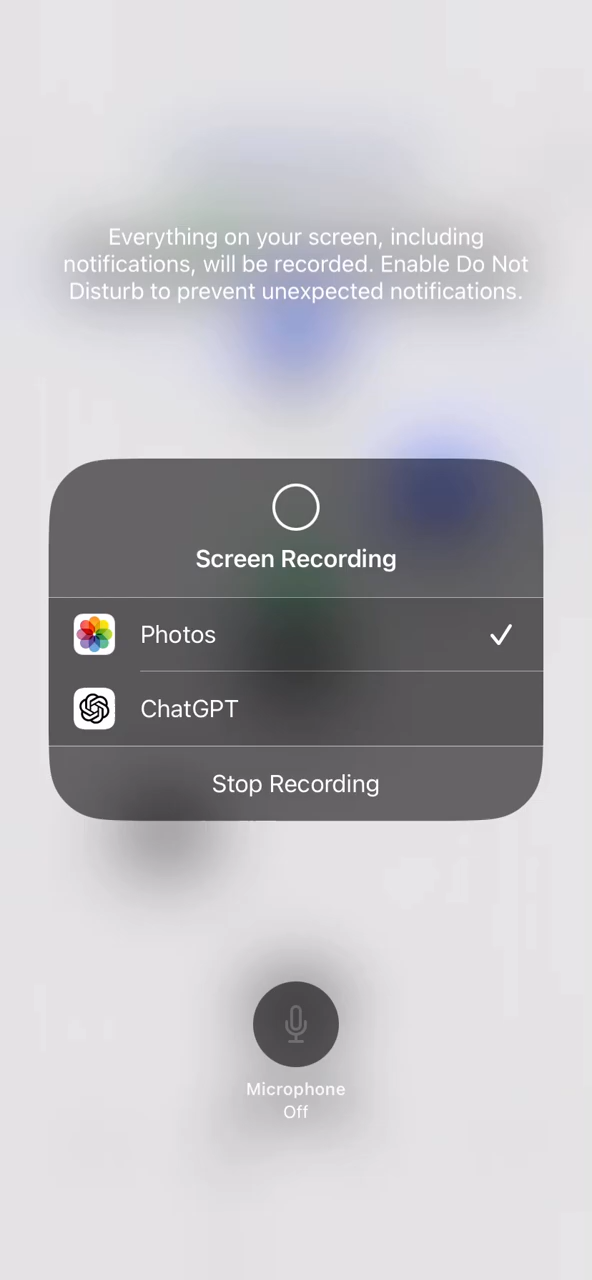 Everything on your screen, including
notifications, will be recorded. Enable Do Not
Disturb to prevent unexpected notifications.
Screen Recording
Photos
ChatGPT
Stop Recording
Microphone
Off